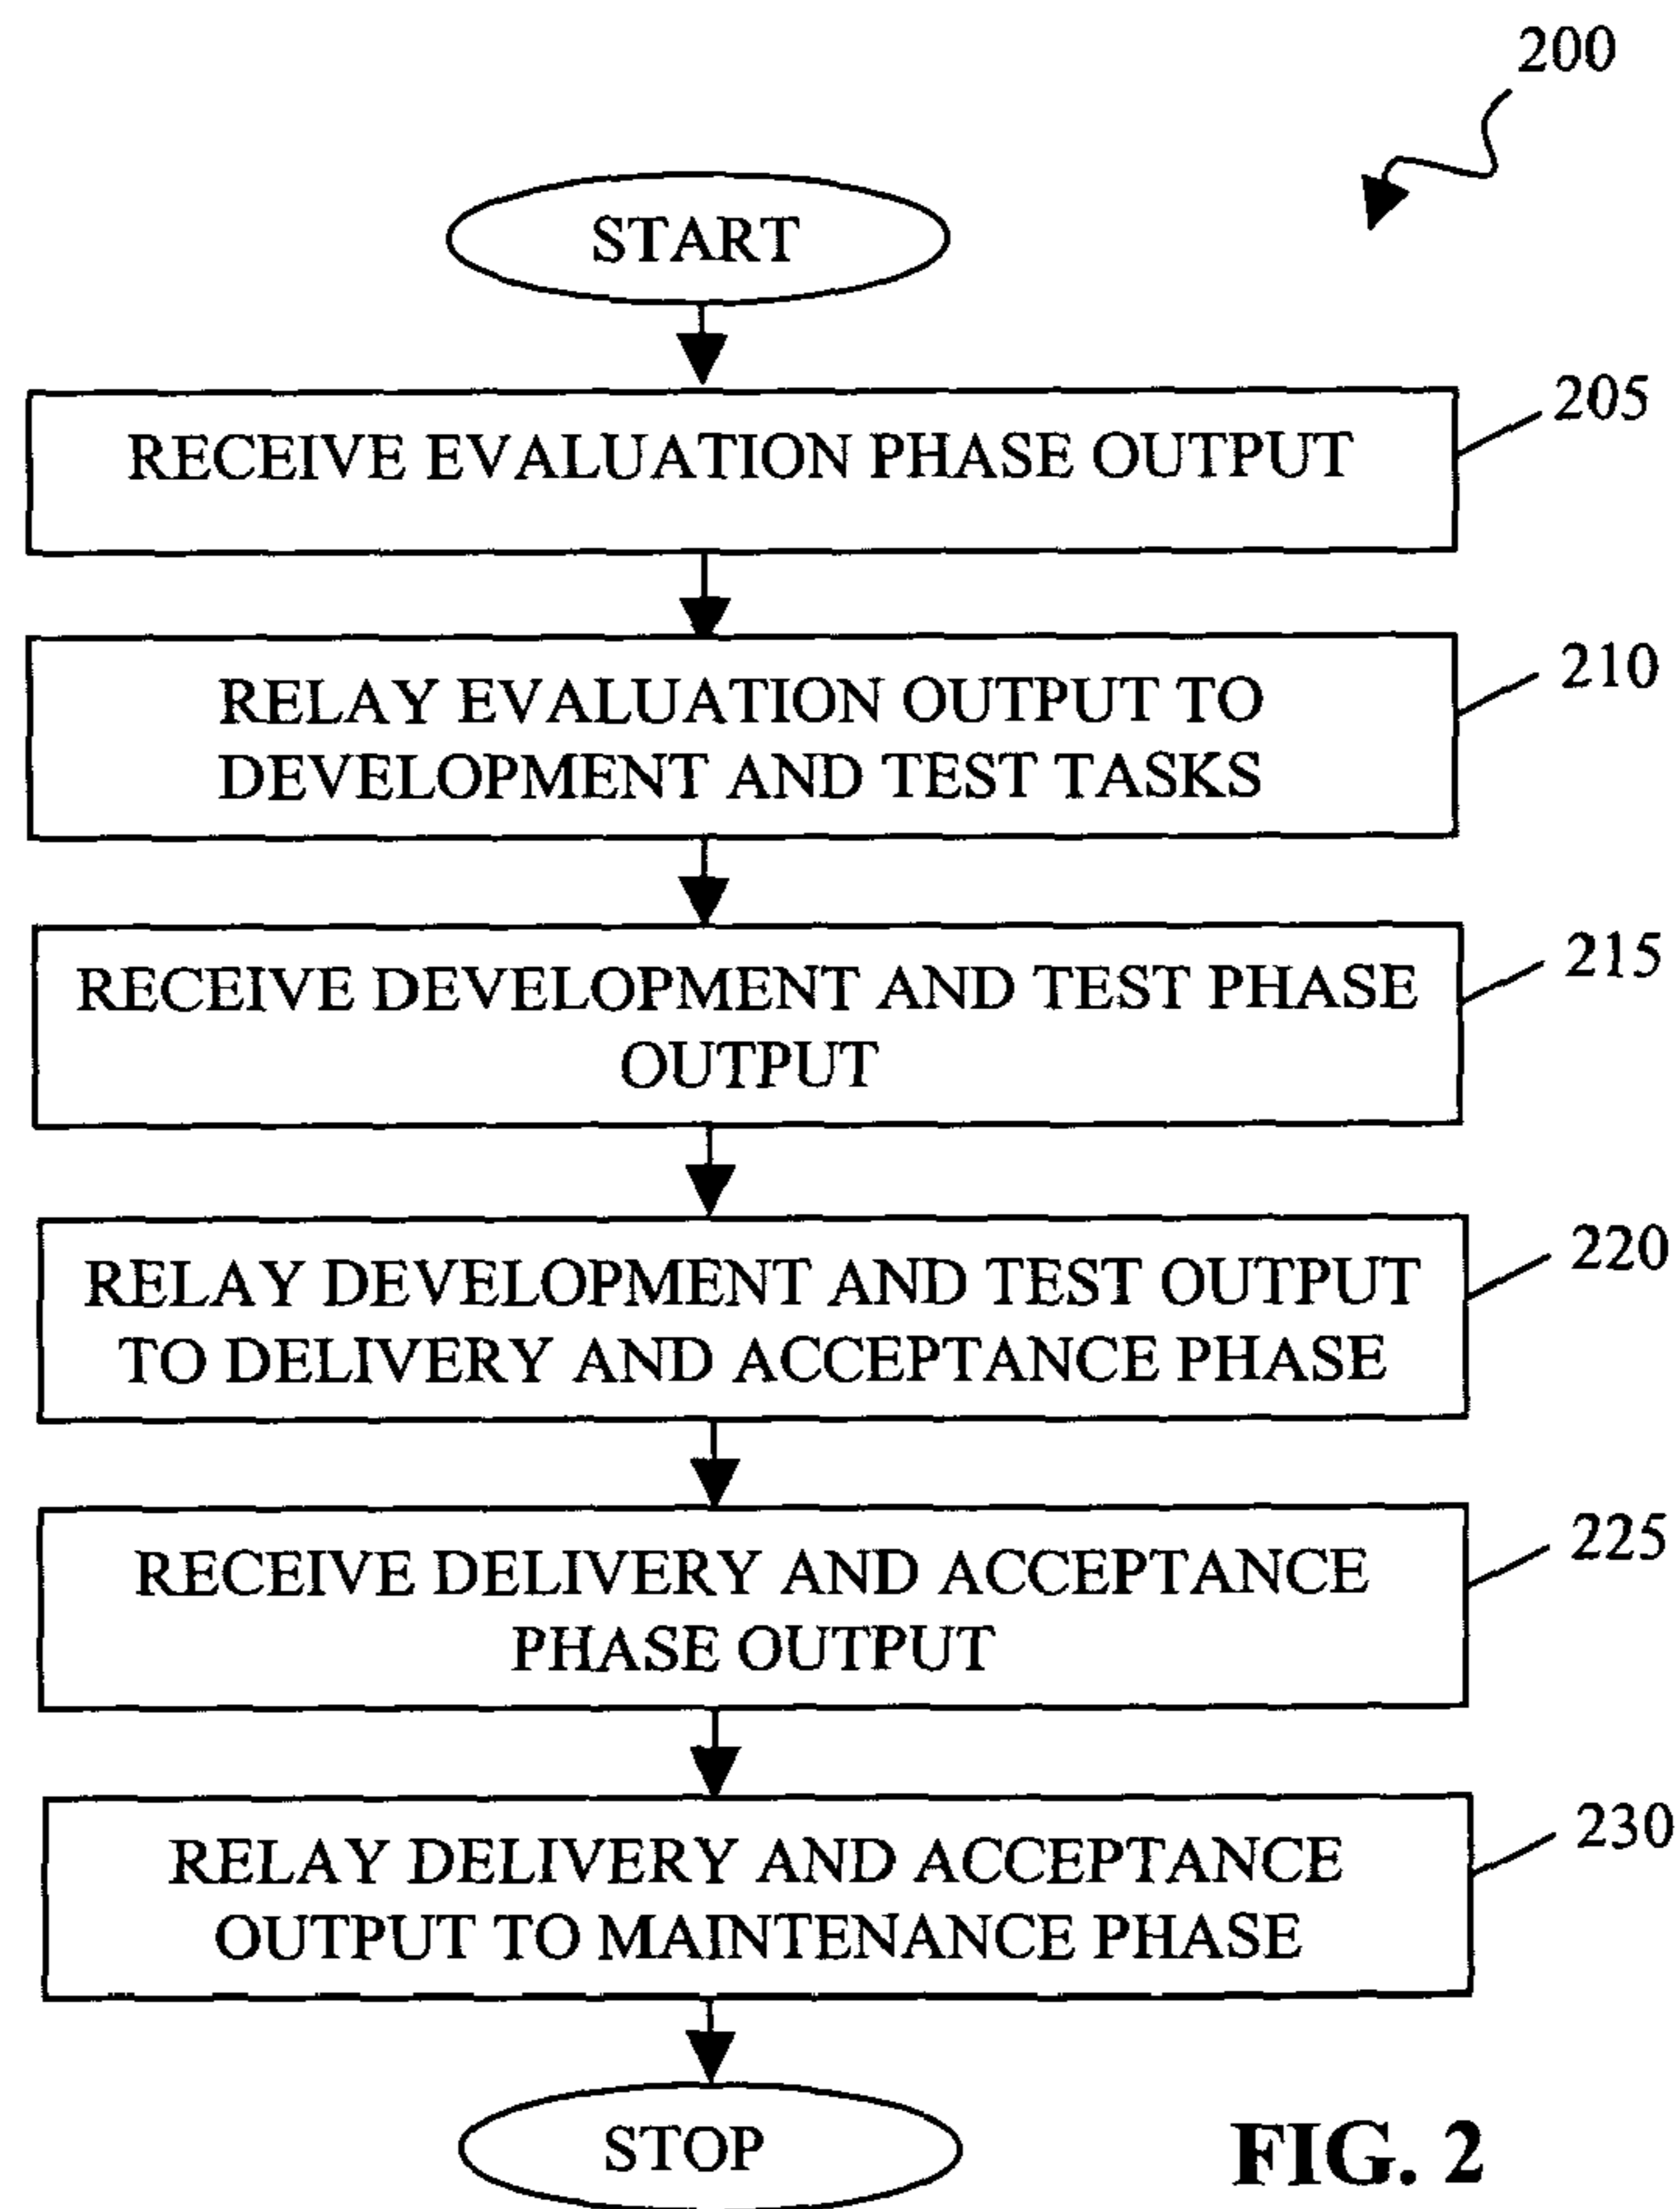 200
START
RECEIVE EVALUATION PHASE OUTPUT
205
RELAY EVALUATION OUTPUT TO
DEVELOPMENT AND TEST TASKS
210
RECEIVE DEVELOPMENT AND TEST PHASE
OUTPUT
215
RELAY DEVELOPMENT AND TEST OUTPUT
TO DELIVERY AND ACCEPTANCE PHASE
220
RECEIVE DELIVERY AND ACCEPTANCE
PHASE OUTPUT
225
RELAY DELIVERY AND ACCEPTANCE
OUTPUT TO MAINTENANCE PHASE
230
STOP
FIG. 2